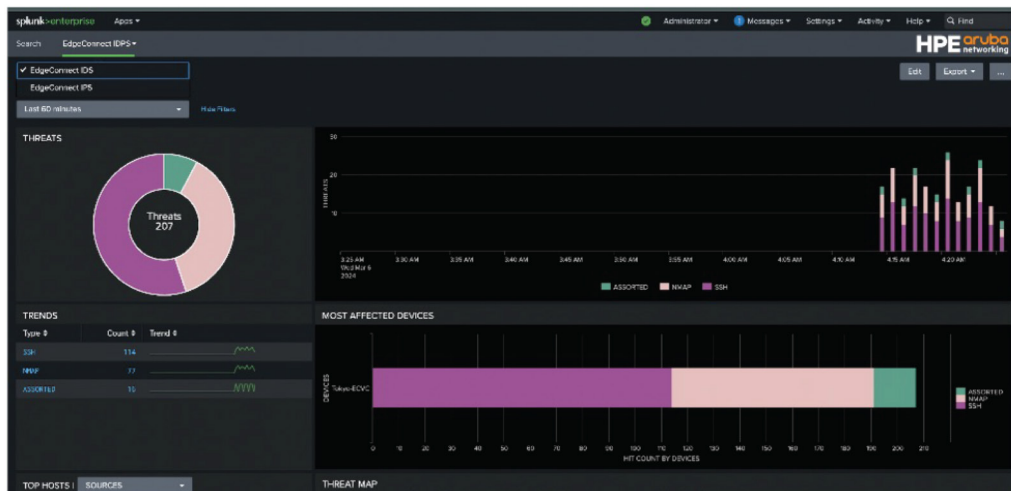 splunk>enterprise Apps Administrator Messages Settings Activity Help Find
Search EdgeConnect IDPS HPE aruba networking
EdgeConnect IDS
EdgeConnect IPS
Edit Export ...
Last 60 minutes Hide Filters
THREATS
Threats
207
THREATS
30
20
10
3:25 AM 3:30 AM 3:35 AM 3:40 AM 3:45 AM 3:50 AM 3:55 AM 4:00 AM 4:05 AM 4:10 AM 4:15 AM 4:20 AM
Wed Mar 6
2024
ASSORTED NMAP SSH
TRENDS
Type Count Trend
SSH 114
NMAP 77
ASSORTED 16
MOST AFFECTED DEVICES
DEVICES
Tokyo-ECVC
0 10 20 30 40 50 60 70 80 90 100 110 120 130 140 150 160 170 180 190 200 210
HIT COUNT BY DEVICES
ASSORTED
NMAP
SSH
TOP HOSTS | SOURCES
THREAT MAP